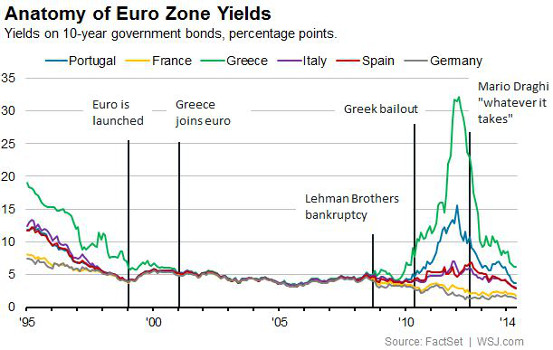 Anatomy of Euro Zone Yields
Yields on 10-year government bonds, percentage points.
Portugal France Greece Italy Spain Germany
35
30
25
20
15
10
5
0
Euro is
launched
Greece
joins euro
Lehman Brothers
bankruptcy
Greek bailout
Mario Draghi
"whatever it
takes"
'95 '00 '05 '10 '14
Source: FactSet | WSJ.com